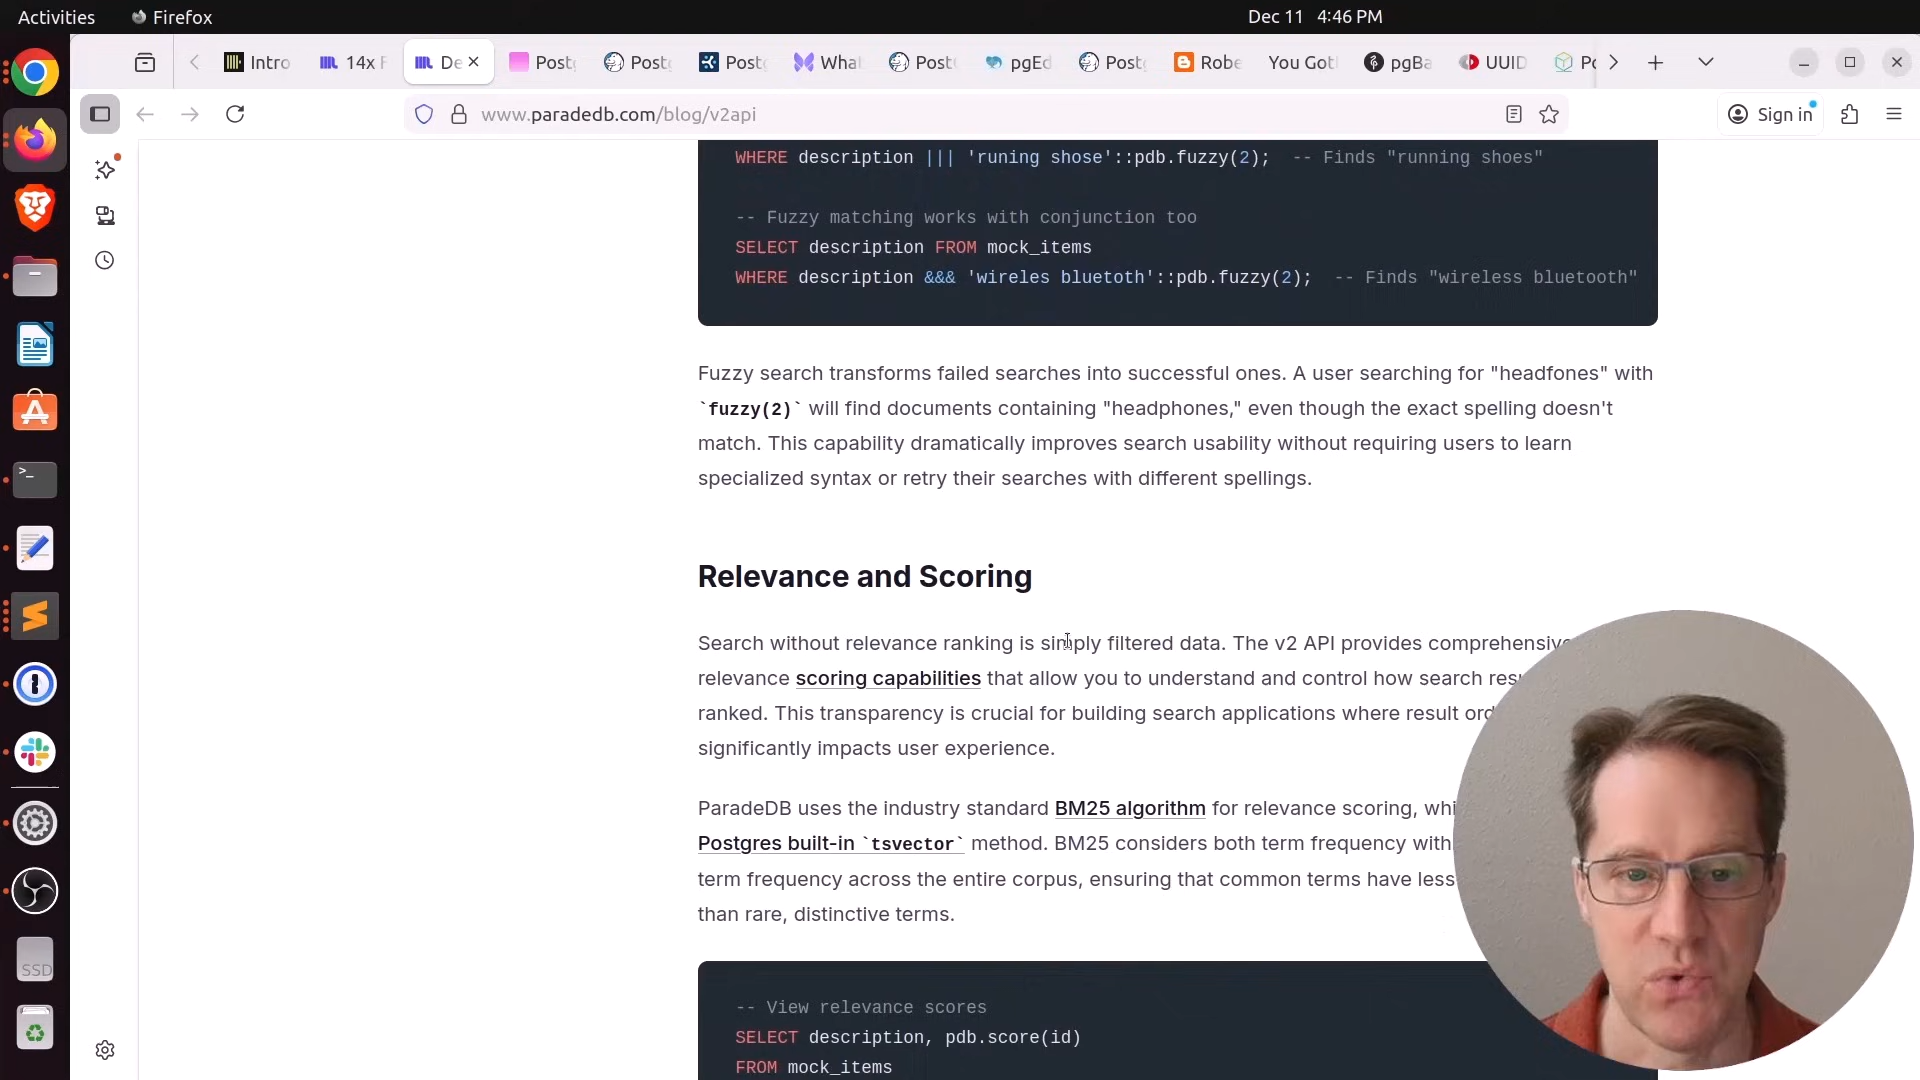 Activities
Firefox
Dec 11 4:46 PM
Intro
14x F
De
Post
Post
Post
Wha
Post
pgEd
Post
Robe
You Got
pgBa
UUID
Po
www.paradedb.com/blog/v2api
Sign in
WHERE description ||| 'runing shose'::pdb.fuzzy(2); -- Finds "running shoes"
-- Fuzzy matching works with conjunction too
SELECT description FROM mock_items
WHERE description &&& 'wireles bluetoth'::pdb.fuzzy(2); -- Finds "wireless bluetooth"
Fuzzy search transforms failed searches into successful ones. A user searching for "headfones" with
`fuzzy(2)` will find documents containing "headphones," even though the exact spelling doesn't
match. This capability dramatically improves search usability without requiring users to learn
specialized syntax or retry their searches with different spellings.
Relevance and Scoring
Search without relevance ranking is simply filtered data. The v2 API provides comprehensive
relevance scoring capabilities that allow you to understand and control how search
ranked. This transparency is crucial for building search applications where result
significantly impacts user experience.
ParadeDB uses the industry standard BM25 algorithm for relevance scoring,
Postgres built-in `tsvector` method. BM25 considers both term frequency with
term frequency across the entire corpus, ensuring that common terms have less
than rare, distinctive terms.
-- View relevance scores
SELECT description, pdb.score(id)
FROM mock_items
SSD